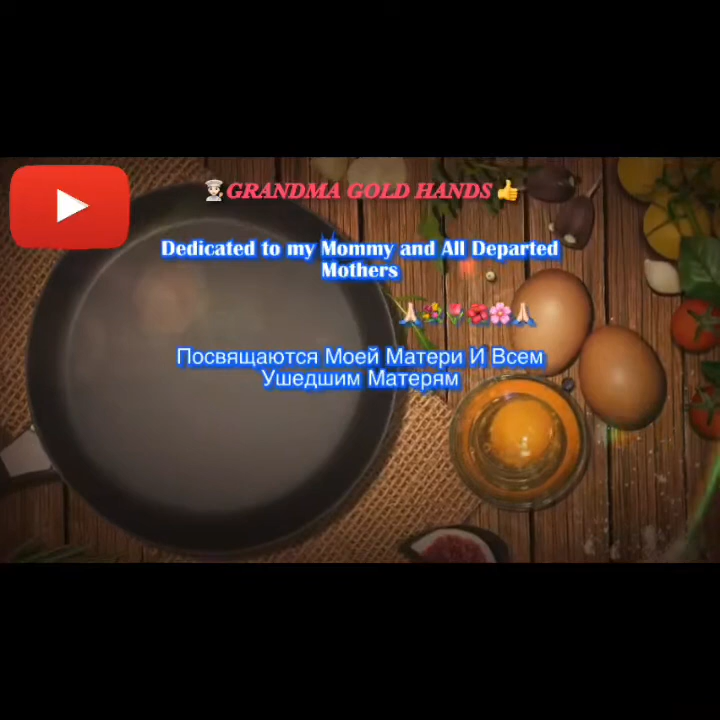 GRANDMA GOLD HANDS
Dedicated to my Mommy and All Departed
Mothers
Посвящаются Моей Матери И Всем
Ушедшим Матерям